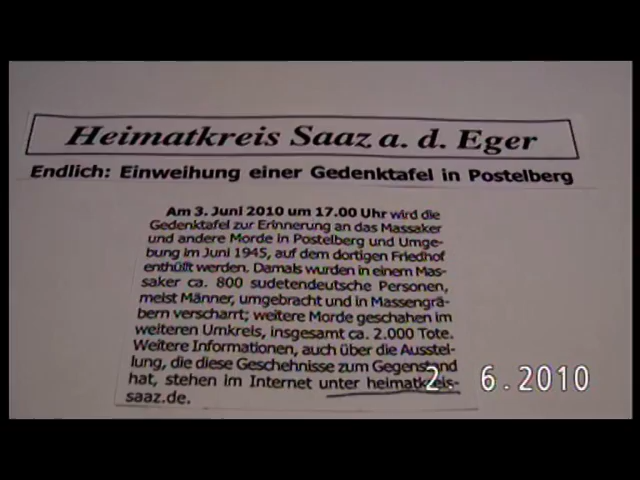 Heimatkreis Saaz a. d. Eger
Endlich: Einweihung einer Gedenktafel in Postelberg
Am 3. Juni 2010 um 17.00 Uhr wird die
Gedenktafel zur Erinnerung an das Massaker
und andere Morde in Postelberg und Umge-
bung im Juni 1945, auf dem dortigen Friedhof
enthüllt werden. Damals wurden in einem Mas-
saker ca. 800 sudetendeutsche Personen,
meist Männer, umgebracht und in Massengrä-
bern verscharrt; weitere Morde geschahen im
weiteren Umkreis, insgesamt ca. 2.000 Tote.
Weitere Informationen, auch über die Ausstel-
lung, die diese Geschehnisse zum Gegenstand
hat, stehen im Internet unter heimatkreis-
saaz.de.
2. 6.2010